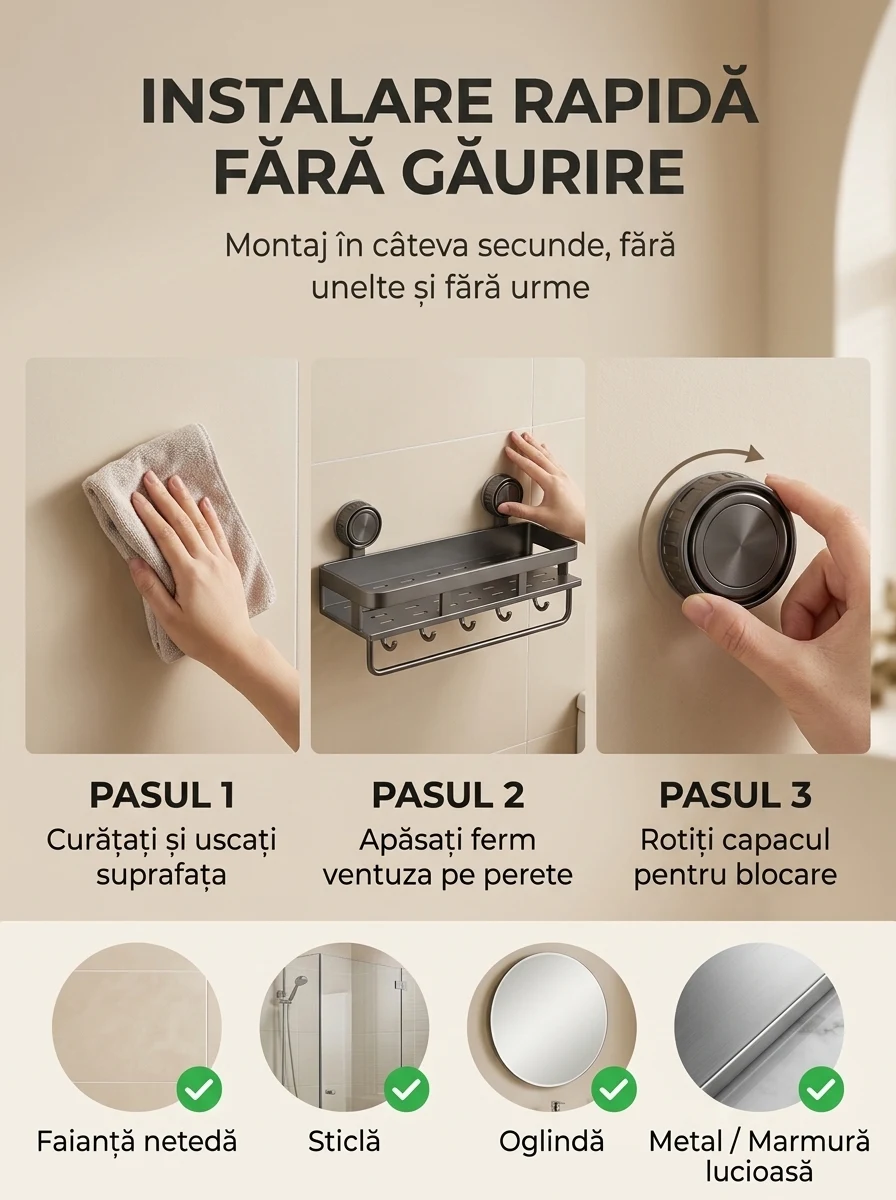 INSTALARE RAPIDĂ
FĂRĂ GĂURIRE
Montaj în câteva secunde, fără
unelte și fără urme
PASUL 1
Curățați și uscați
suprafața
PASUL 2
Apăsați ferm
ventuza pe perete
PASUL 3
Rotiți capacul
pentru blocare
Faianță netedă
Sticlă
Oglindă
Metal / Marmură
lucioasă